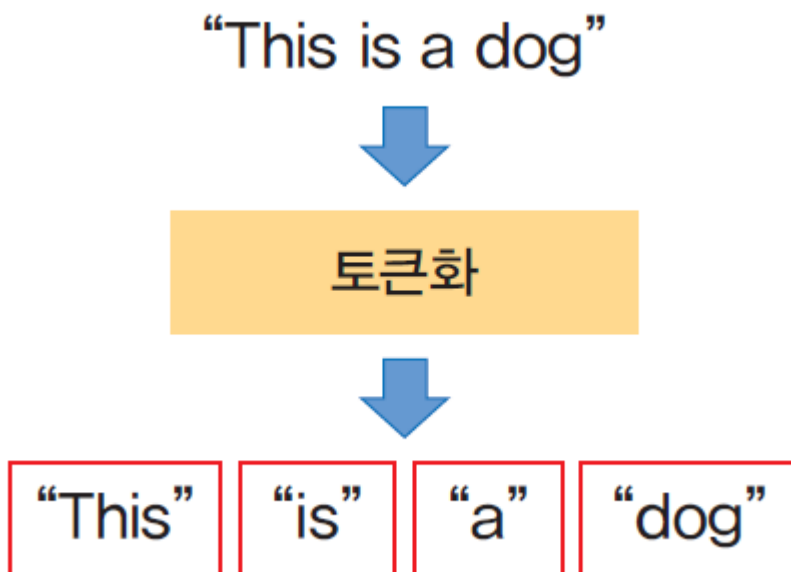 “This is a dog”
토큰화
“This” “is” “a” “dog”